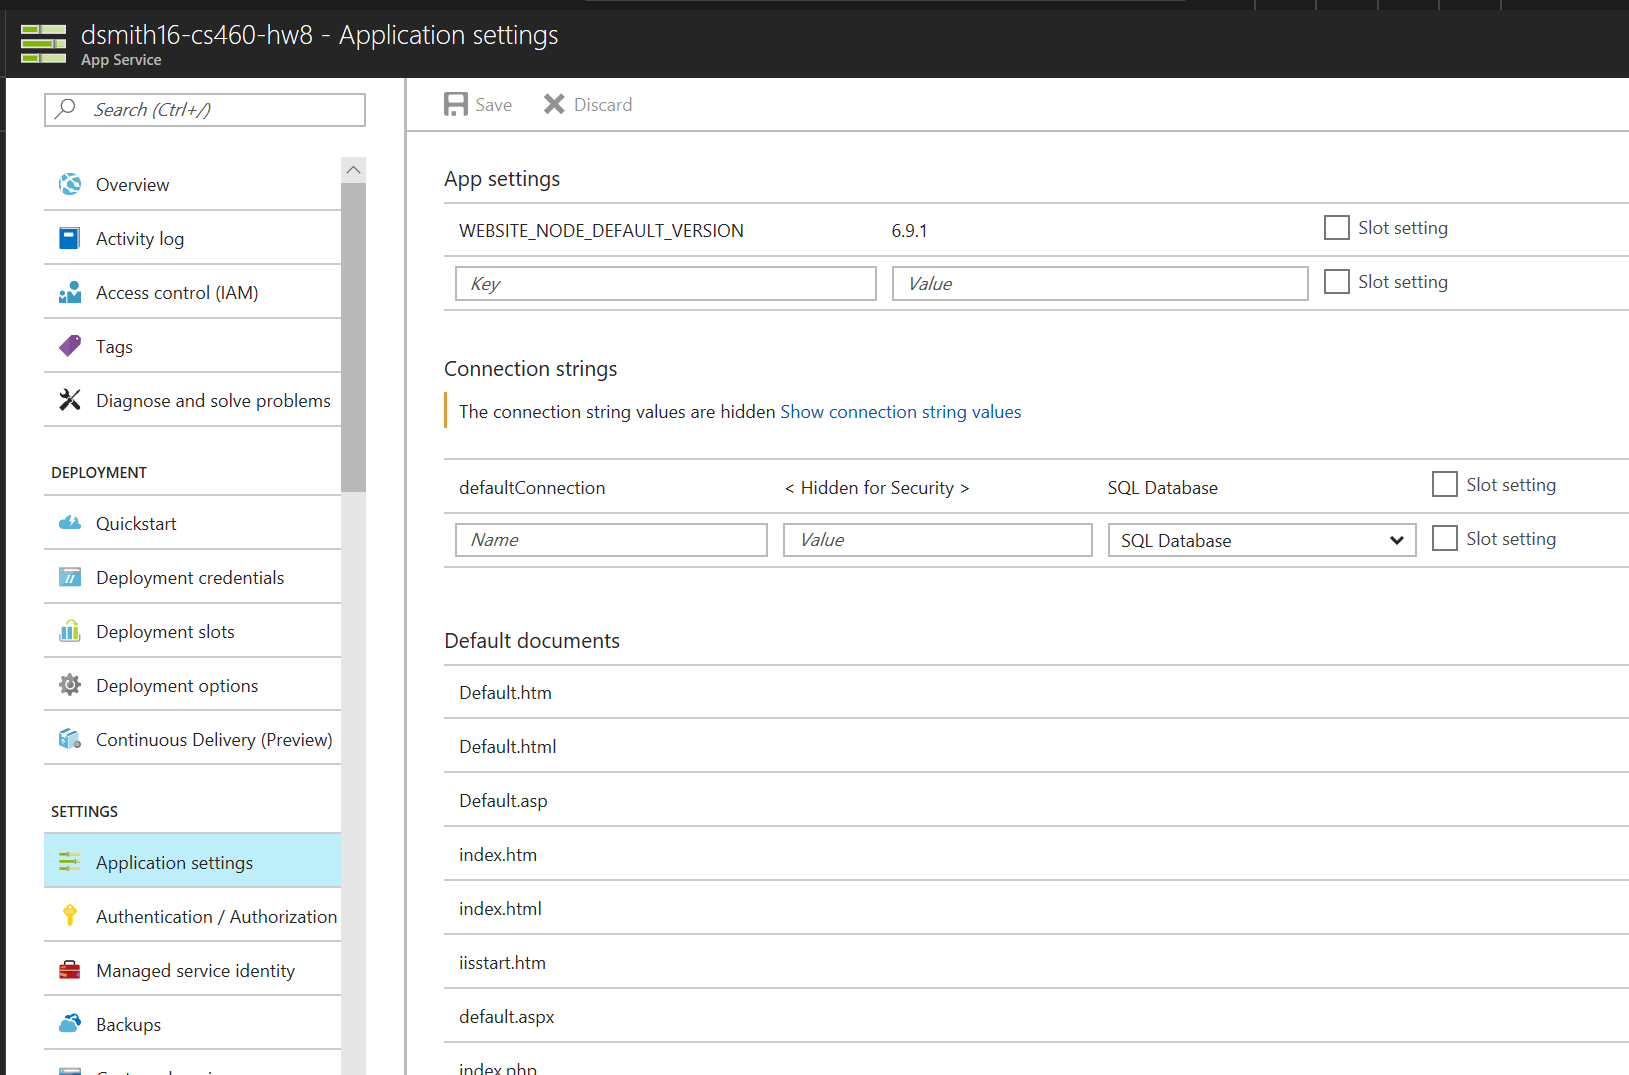 dsmith16-cs460-hw8 - Application settings
App Service
Search (Ctrl+/)
Overview
Activity log
Access control (IAM)
Tags
Diagnose and solve problems
DEPLOYMENT
Quickstart
Deployment credentials
Deployment slots
Deployment options
Continuous Delivery (Preview)
SETTINGS
Application settings
Authentication / Authorization
Managed service identity
Backups
Save Discard
App settings
WEBSITE_NODE_DEFAULT_VERSION 6.9.1 Slot setting
Key Value Slot setting
Connection strings
The connection string values are hidden Show connection string values
defaultConnection < Hidden for Security > SQL Database Slot setting
Name Value SQL Database Slot setting
Default documents
Default.htm
Default.html
Default.asp
index.htm
index.html
iisstart.htm
default.aspx
index.php